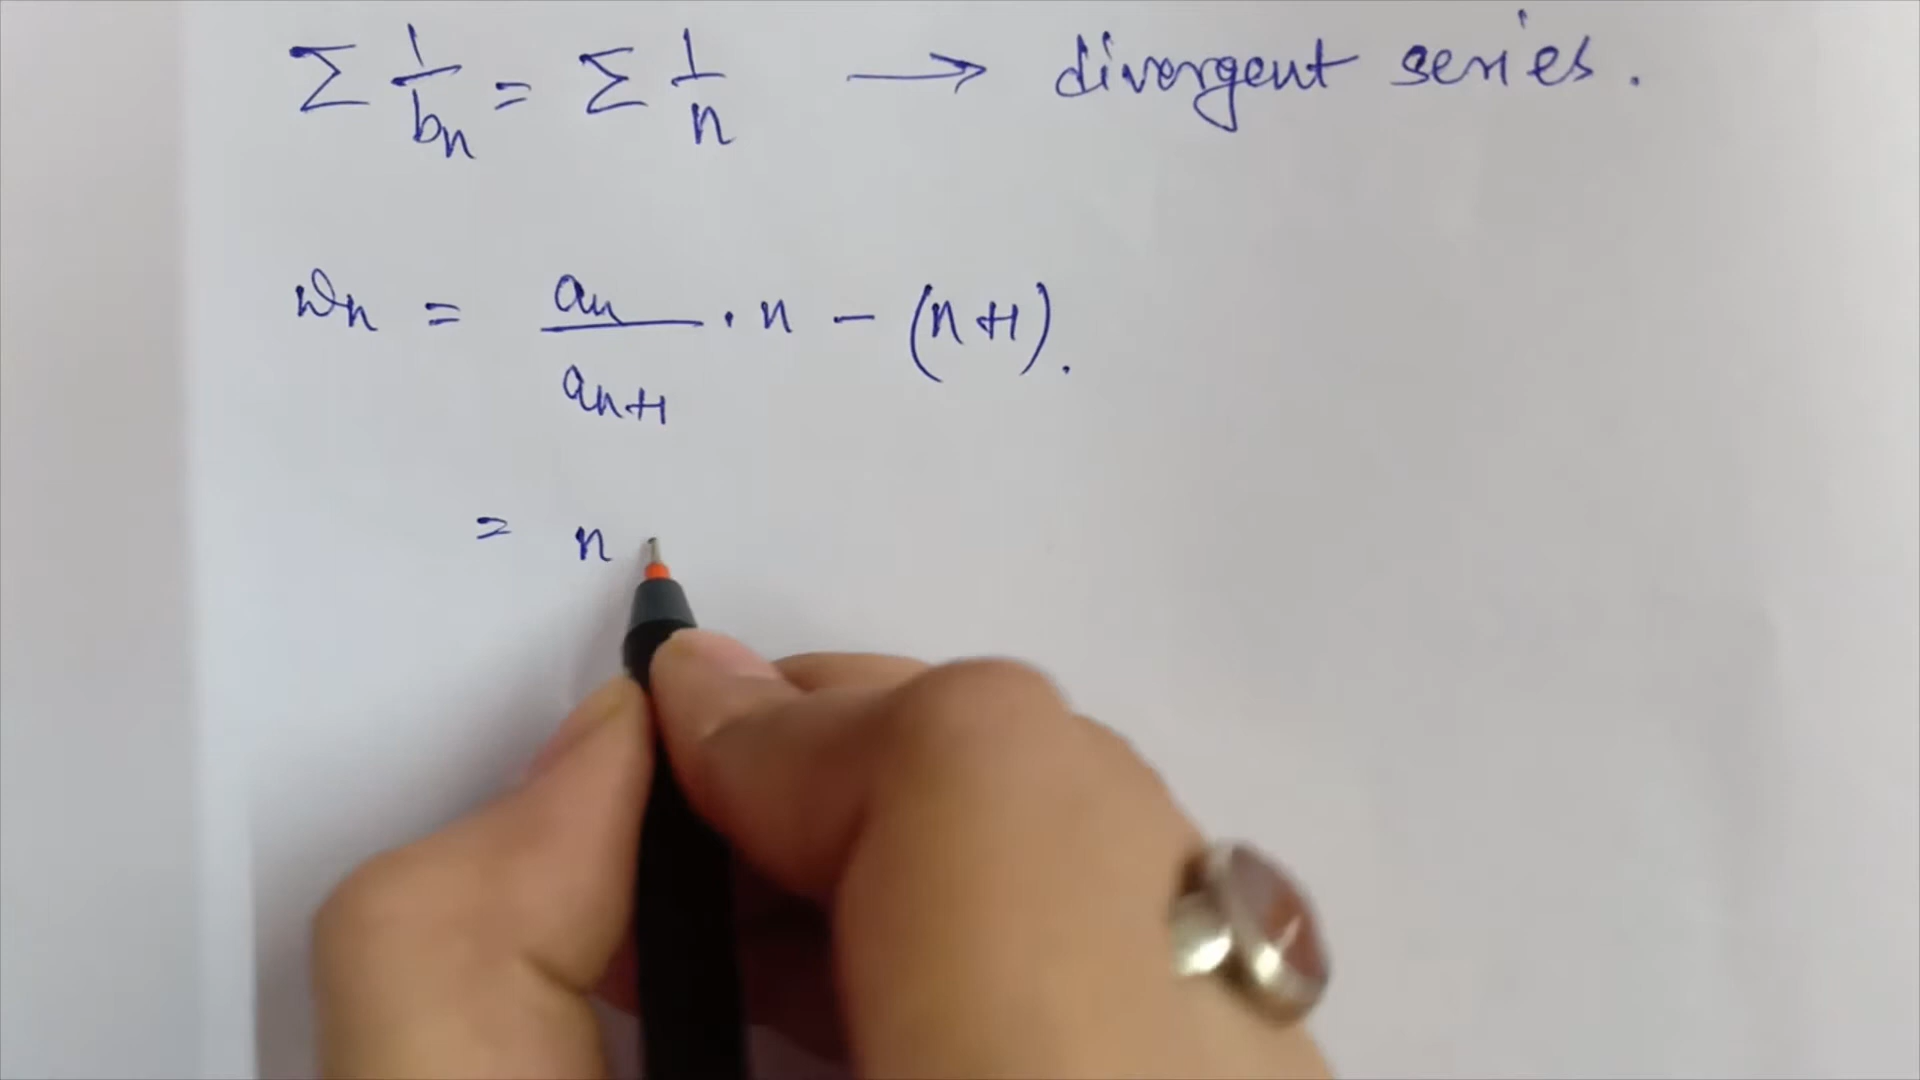 Σ 1/bn = Σ 1/n → divergent series.
wn = an/an+1 · n - (n+1).
= n